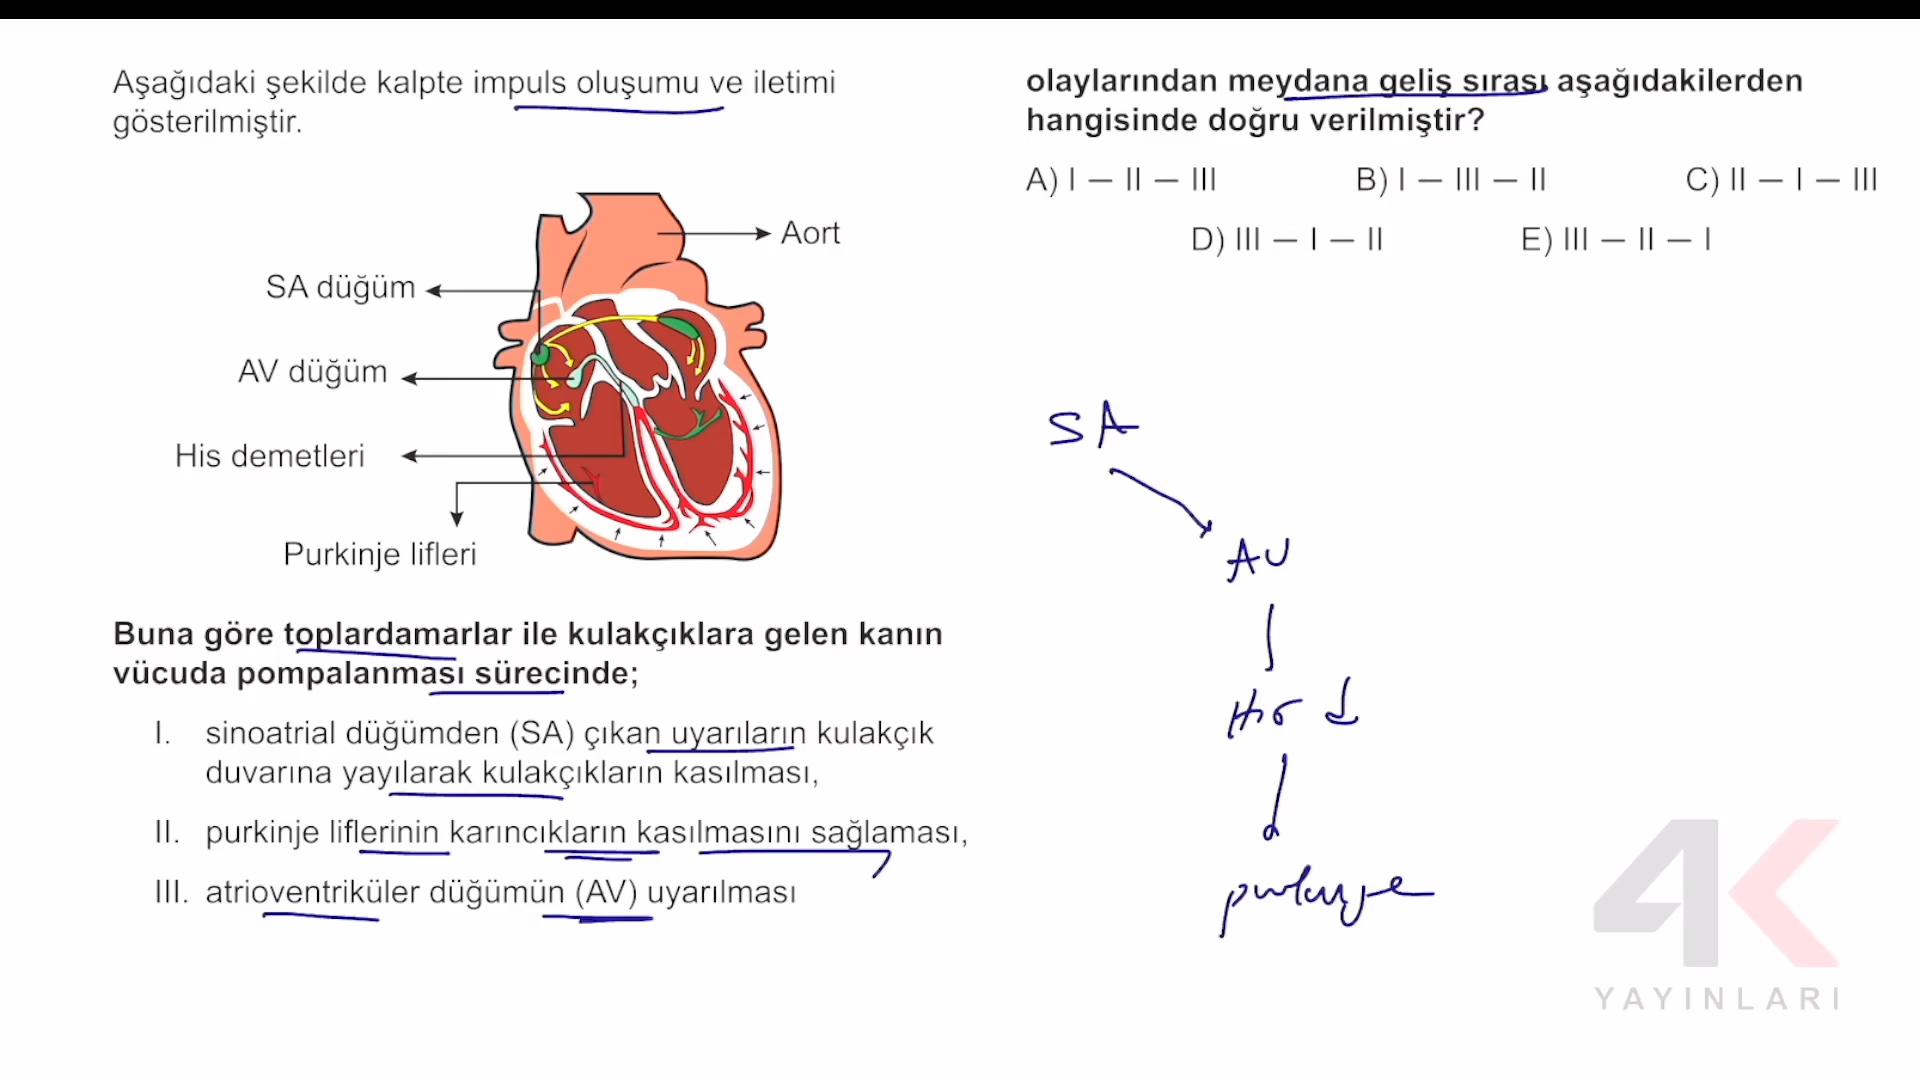 Aşağıdaki şekilde kalpte impuls oluşumu ve iletimi
gösterilmiştir.
Aort
SA düğüm
AV düğüm
His demetleri
Purkinje lifleri
Buna göre toplardamarlar ile kulakçıklara gelen kanın
vücuda pompalanması sürecinde;
I. sinoatrial düğümden (SA) çıkan uyarıların kulakçık
duvarına yayılarak kulakçıkların kasılması,
II. purkinje liflerinin karıncıkların kasılmasını sağlaması,
III. atrioventriküler düğümün (AV) uyarılması
olaylarından meydana geliş sırası aşağıdakilerden
hangisinde doğru verilmiştir?
A) I – II – III B) I – III – II C) II – I – III
D) III – I – II E) III – II – I
SA
AV
His
purkinje
4K
YAYINLARI